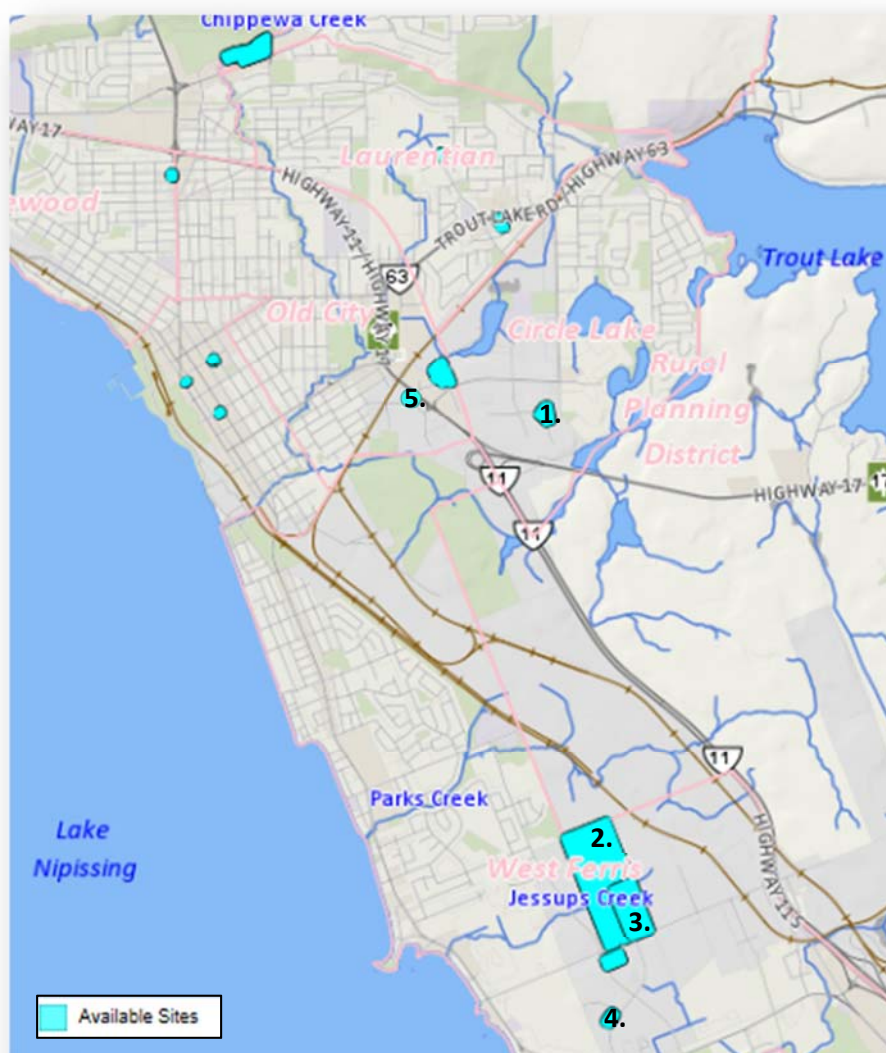 Chippewa Creek
WAY 17
Laurentian
HIGHWAY 63
TROUT LAKE RD /
HIGHWAY 11 / HIGHWAY 1
ewood
63
Trout Lake
Old City
Circle Lake
Rural
Planning
District
5.
1.
11
HIGHWAY 17
17
11
11
Parks Creek
Lake
Nipissing
HIGHWAY 11 S
2.
West Ferris
Jessups Creek
3.
4.
Available Sites